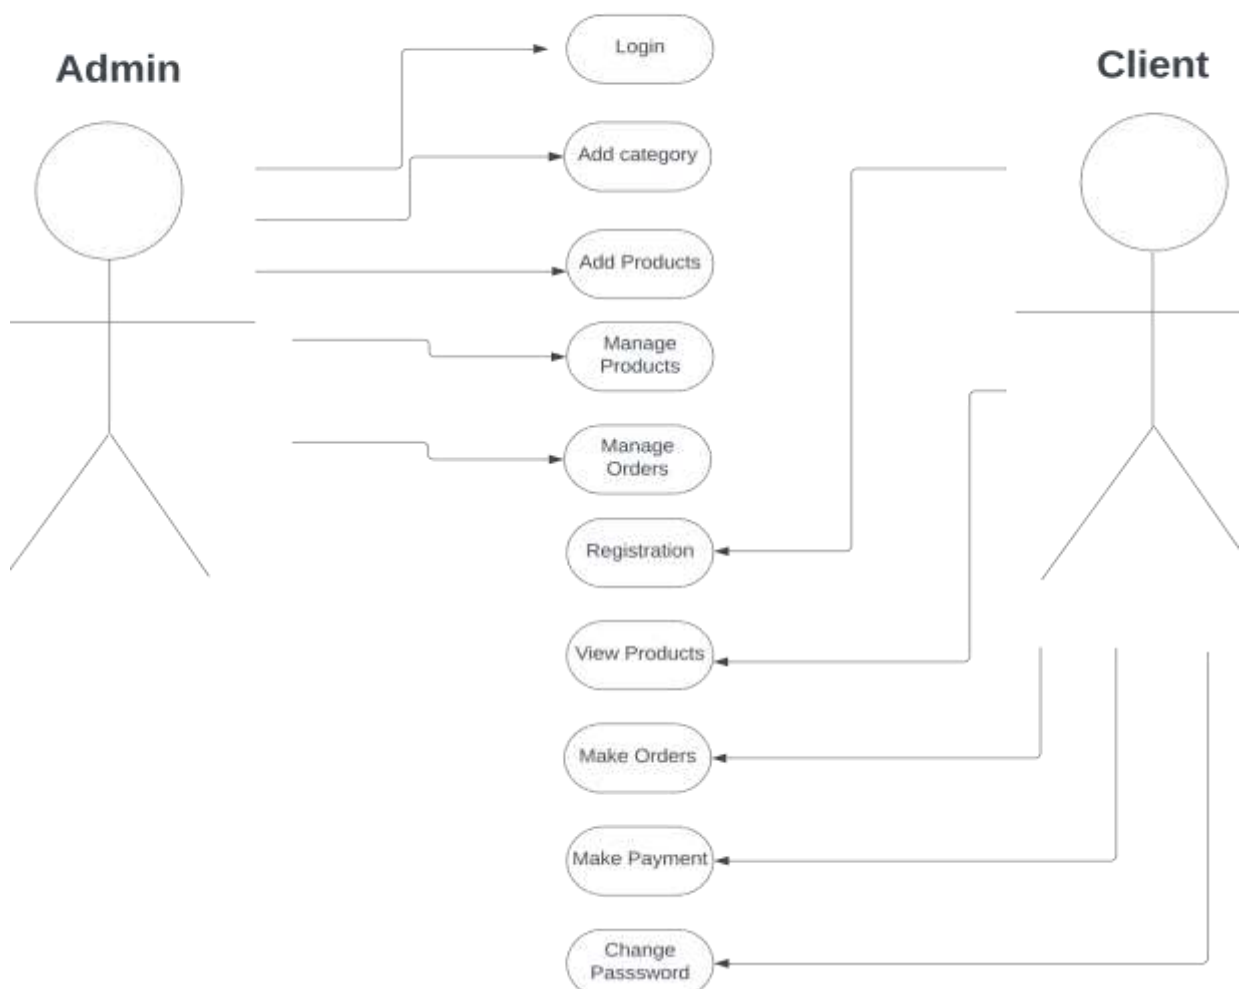 Admin
Client
Login
Add category
Add Products
Manage
Products
Manage
Orders
Registration
View Products
Make Orders
Make Payment
Change
Passsword